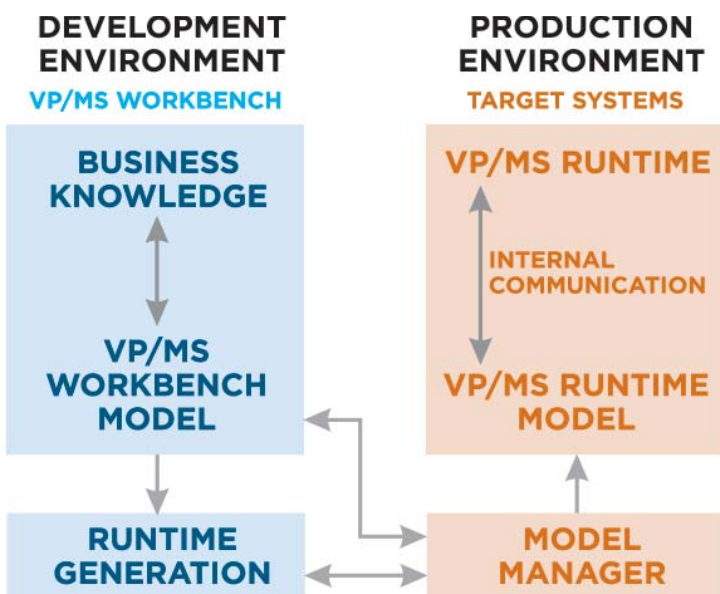 DEVELOPMENT
ENVIRONMENT
VP/MS WORKBENCH
BUSINESS
KNOWLEDGE
VP/MS
WORKBENCH
MODEL
RUNTIME
GENERATION
PRODUCTION
ENVIRONMENT
TARGET SYSTEMS
VP/MS RUNTIME
INTERNAL
COMMUNICATION
VP/MS RUNTIME
MODEL
MODEL
MANAGER